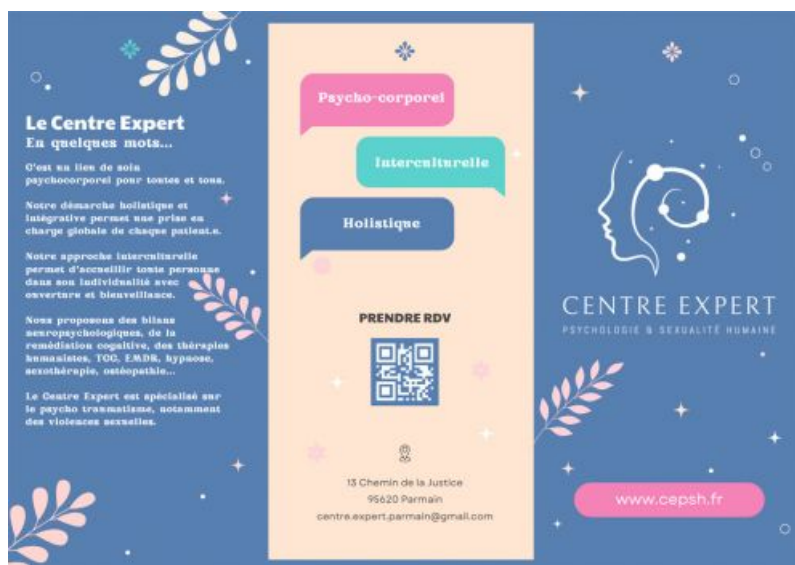 Le Centre Expert
En quelques mots...
C'est un lien de soin
psychocorporel pour toutes et tous.
Notre démarche holistique et
intégrative permet une prise en
charge globale de chaque patient.e.
Notre approche interculturelle
permet d'accueillir toute personne
dans son individualité avec
ouverture et bienveillance.
Nous proposons des bilans
neuropsychologiques, de la
remédiation cognitive, des thérapies
humanistes, TCC, EMDR, hypnose,
sexothérapie, ostéopathie...
Le Centre Expert est spécialisé sur
le psycho traumatisme, notamment
des violences sexuelles.
Psycho-corporel
Interculturelle
Holistique
PRENDRE RDV
13 Chemin de la Justice
95620 Parmain
centre.expert.parmain@gmail.com
CENTRE EXPERT
PSYCHOLOGIE & SEXUALITÉ HUMAINE
www.cepsh.fr